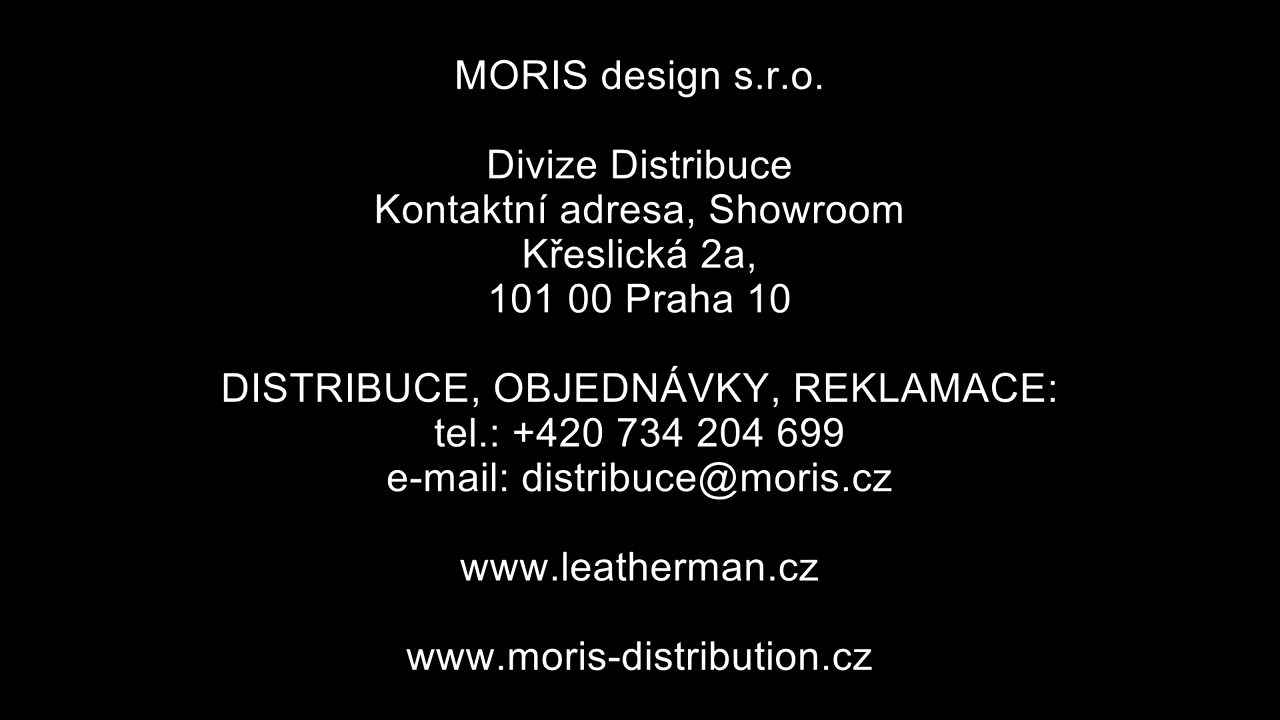 MORIS design s.r.o.
Divize Distribuce
Kontaktní adresa, Showroom
Křeslická 2a,
101 00 Praha 10
DISTRIBUCE, OBJEDNÁVKY, REKLAMACE:
tel.: +420 734 204 699
e-mail: distribuce@moris.cz
www.leatherman.cz
www.moris-distribution.cz